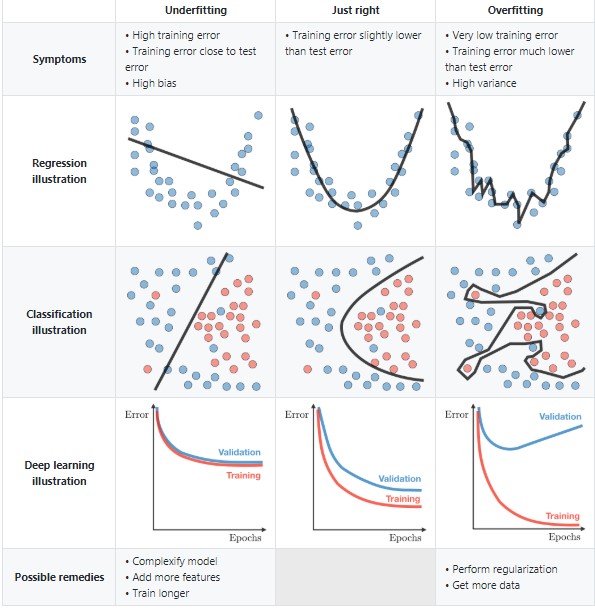 Underfitting
Just right
Overfitting
Symptoms
• High training error
• Training error close to test
error
• High bias
• Training error slightly lower
than test error
• Very low training error
• Training error much lower
than test error
• High variance
Regression
illustration
Classification
illustration
Deep learning
illustration
Error
Validation
Training
Epochs
Error
Validation
Training
Epochs
Error
Validation
Training
Epochs
Possible remedies
• Complexify model
• Add more features
• Train longer
• Perform regularization
• Get more data